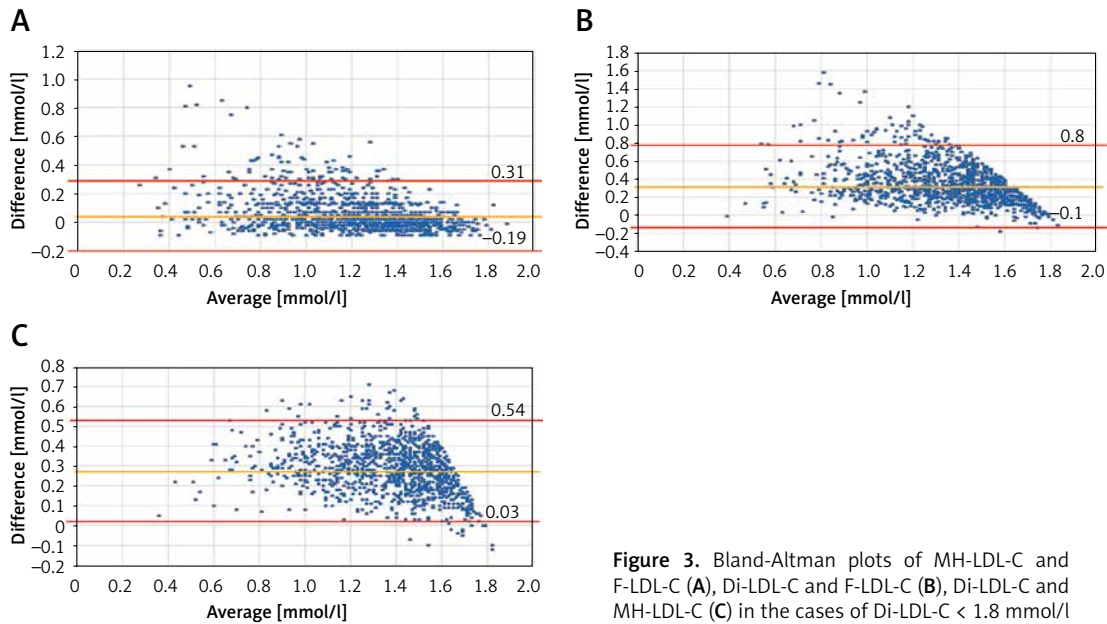 A
Difference [mmol/l]
1.2
1.0
0.8
0.6
0.4
0.2
0
–0.2
0.31
–0.19
0 0.2 0.4 0.6 0.8 1.0 1.2 1.4 1.6 1.8 2.0
Average [mmol/l]
B
Difference [mmol/l]
1.8
1.6
1.4
1.2
1.0
0.8
0.6
0.4
0.2
0
–0.2
–0.4
0.8
–0.1
0 0.2 0.4 0.6 0.8 1.0 1.2 1.4 1.6 1.8 2.0
Average [mmol/l]
C
Difference [mmol/l]
0.8
0.7
0.6
0.5
0.4
0.3
0.2
0.1
0
–0.1
–0.2
0.54
0.03
0 0.2 0.4 0.6 0.8 1.0 1.2 1.4 1.6 1.8 2.0
Average [mmol/l]
Figure 3. Bland-Altman plots of MH-LDL-C and
F-LDL-C (A), Di-LDL-C and F-LDL-C (B), Di-LDL-C and
MH-LDL-C (C) in the cases of Di-LDL-C < 1.8 mmol/l